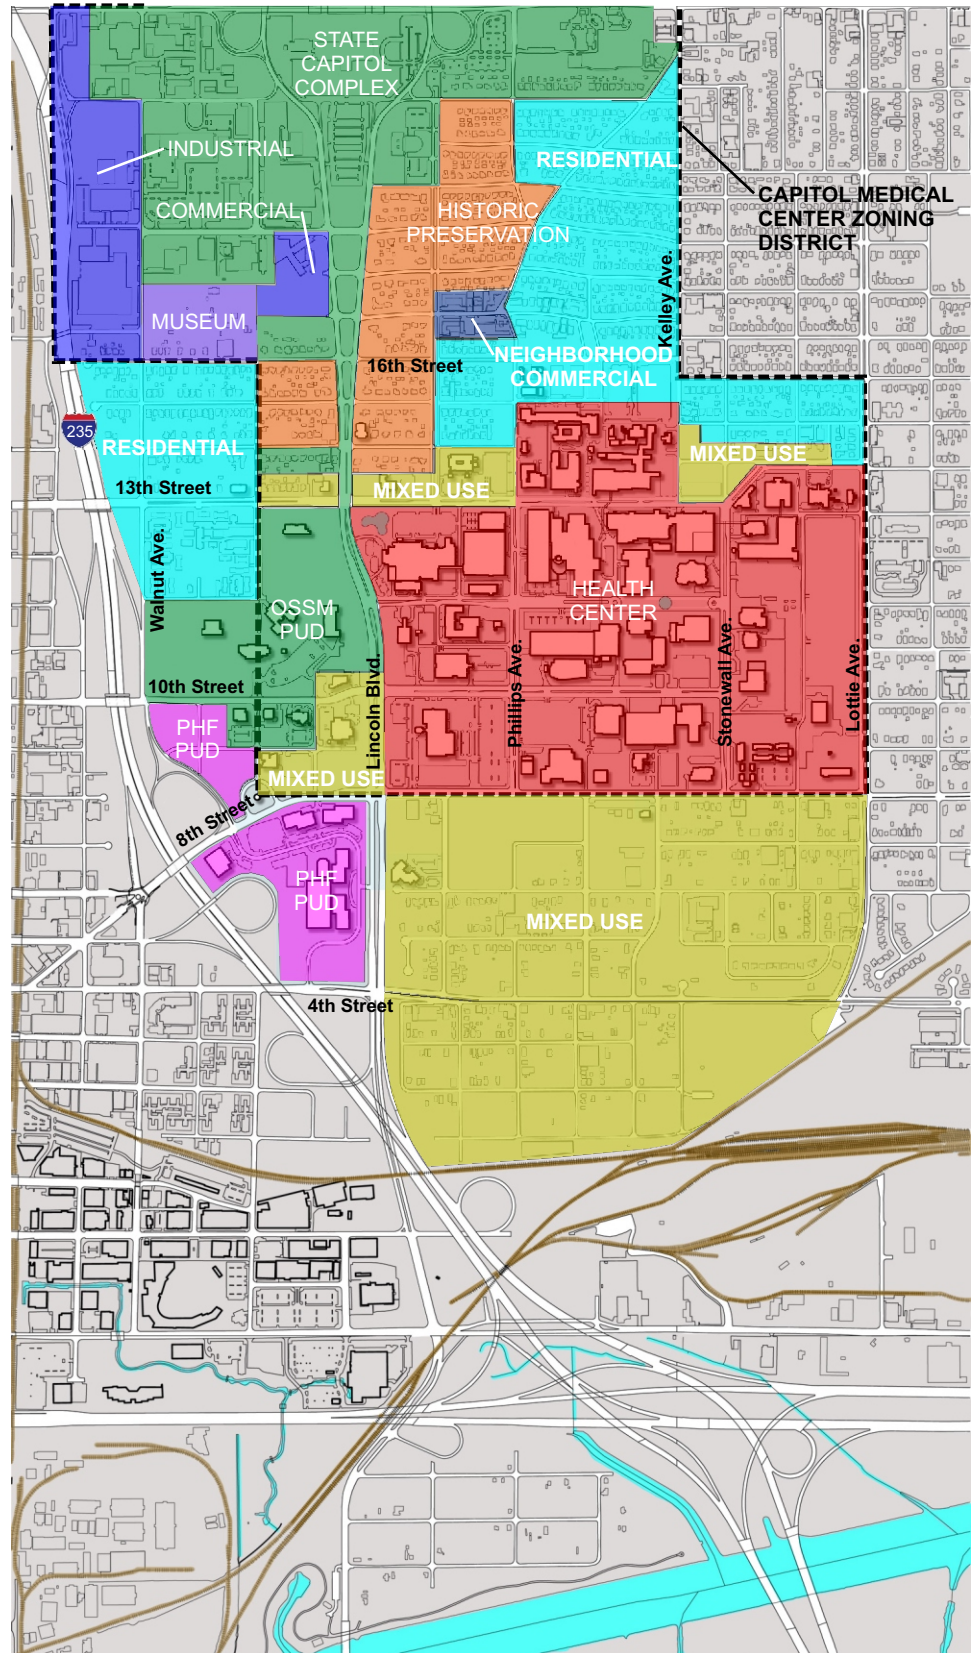 STATE
CAPITOL
COMPLEX
INDUSTRIAL
RESIDENTIAL
CAPITOL MEDICAL
CENTER ZONING
DISTRICT
COMMERCIAL
HISTORIC
PRESERVATION
Kelley Ave.
MUSEUM
NEIGHBORHOOD
COMMERCIAL
16th Street
235
RESIDENTIAL
MIXED USE
13th Street
MIXED USE
Walnut Ave.
OSSM
PUD
HEALTH
CENTER
10th Street
Lincoln Blvd.
Phillips Ave.
Stonewall Ave.
Lottie Ave.
PHF
PUD
MIXED USE
8th Street
PHF
PUD
MIXED USE
4th Street